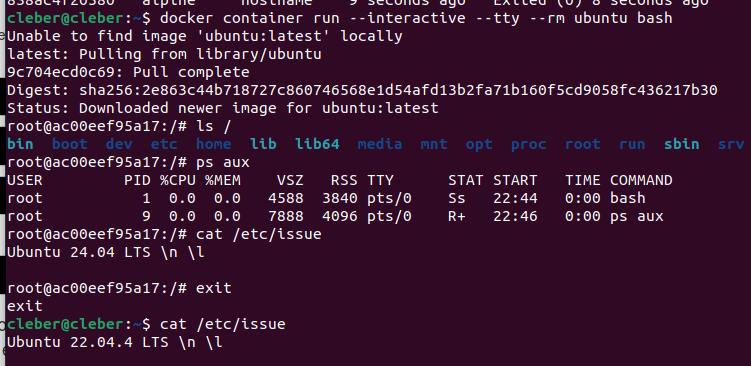 838ac4f20580   alpine   "hostname"   9 seconds ago   Exited (0) 8 seconds ago
cleber@cleber:~$ docker container run --interactive --tty --rm ubuntu bash
Unable to find image 'ubuntu:latest' locally
latest: Pulling from library/ubuntu
9c704ecd0c69: Pull complete
Digest: sha256:2e863c44b718727c860746568e1d54afd13b2fa71b160f5cd9058fc436217b30
Status: Downloaded newer image for ubuntu:latest
root@ac00eef95a17:/# ls /
bin  boot  dev  etc  home  lib  lib64  media  mnt  opt  proc  root  run  sbin  srv
root@ac00eef95a17:/# ps aux
USER         PID %CPU %MEM    VSZ   RSS TTY      STAT START   TIME COMMAND
root           1  0.0  0.0   4588  3840 pts/0    Ss   22:44   0:00 bash
root           9  0.0  0.0   7888  4096 pts/0    R+   22:46   0:00 ps aux
root@ac00eef95a17:/# cat /etc/issue
Ubuntu 24.04 LTS \n \l
root@ac00eef95a17:/# exit
exit
cleber@cleber:~$ cat /etc/issue
Ubuntu 22.04.4 LTS \n \l